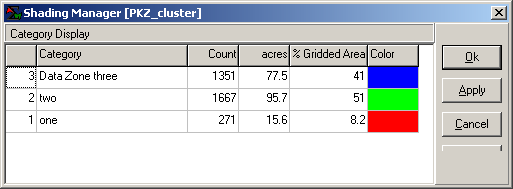 Shading Manager [PKZ_cluster]
Category Display
Category Count acres % Gridded Area Color
3 Data Zone three 1351 77.5 41
2 two 1667 95.7 51
1 one 271 15.6 8.2
Ok
Apply
Cancel